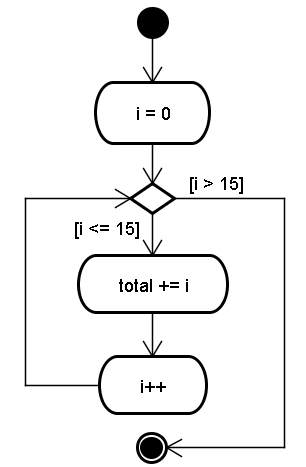 i = 0
[i > 15]
[i <= 15]
total += i
i++